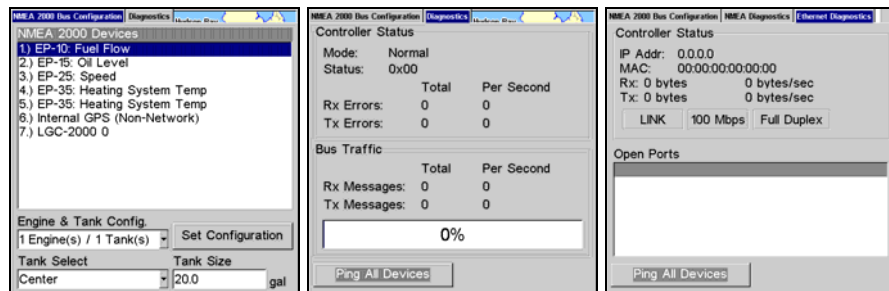 NMEA 2000 Bus Configuration Diagnostics
NMEA 2000 Devices
1.) EP-10: Fuel Flow
2.) EP-15: Oil Level
3.) EP-25: Speed
4.) EP-35: Heating System Temp
5.) EP-35: Heating System Temp
6.) Internal GPS (Non-Network)
7.) LGC-2000 0
Engine & Tank Config.
1 Engine(s) / 1 Tank(s) Set Configuration
Tank Select Tank Size
Center 20.0 gal
NMEA 2000 Bus Configuration Diagnostics
Controller Status
Mode: Normal
Status: 0x00
Total Per Second
Rx Errors: 0 0
Tx Errors: 0 0
Bus Traffic
Total Per Second
Rx Messages: 0 0
Tx Messages: 0 0
0%
Ping All Devices
NMEA 2000 Bus Configuration NMEA Diagnostics Ethernet Diagnostics
Controller Status
IP Addr: 0.0.0.0
MAC: 00:00:00:00:00:00
Rx: 0 bytes 0 bytes/sec
Tx: 0 bytes 0 bytes/sec
LINK 100 Mbps Full Duplex
Open Ports
Ping All Devices